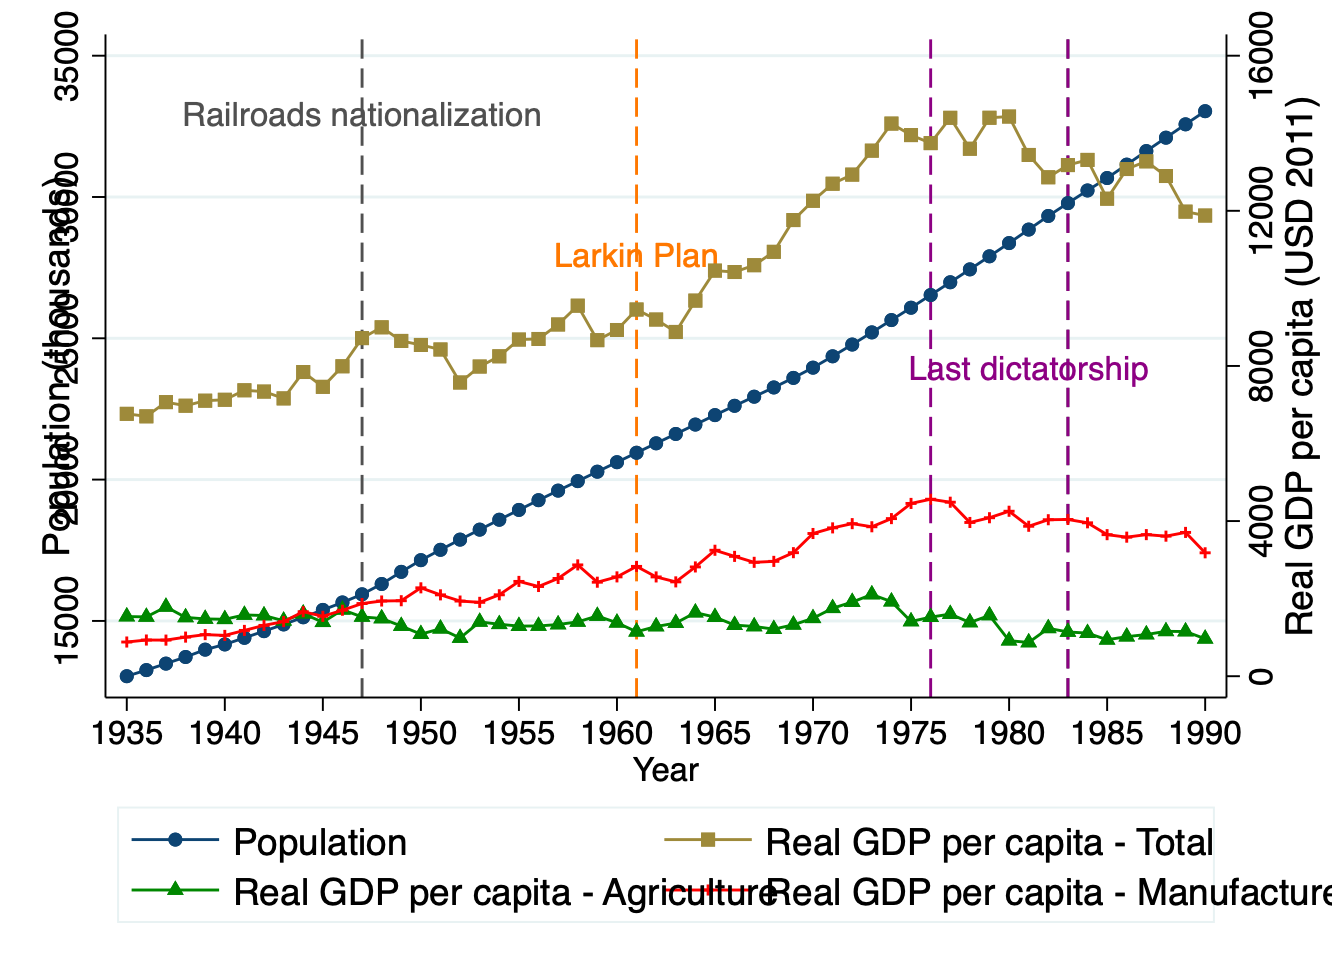 35000
30000
25000
20000
15000
Population (thousands)
Railroads nationalization
Larkin Plan
Last dictatorship
16000
12000
8000
4000
0
Real GDP per capita (USD 2011)
1935 1940 1945 1950 1955 1960 1965 1970 1975 1980 1985 1990
Year
Population Real GDP per capita - Total
Real GDP per capita - Agriculture Real GDP per capita - Manufacture